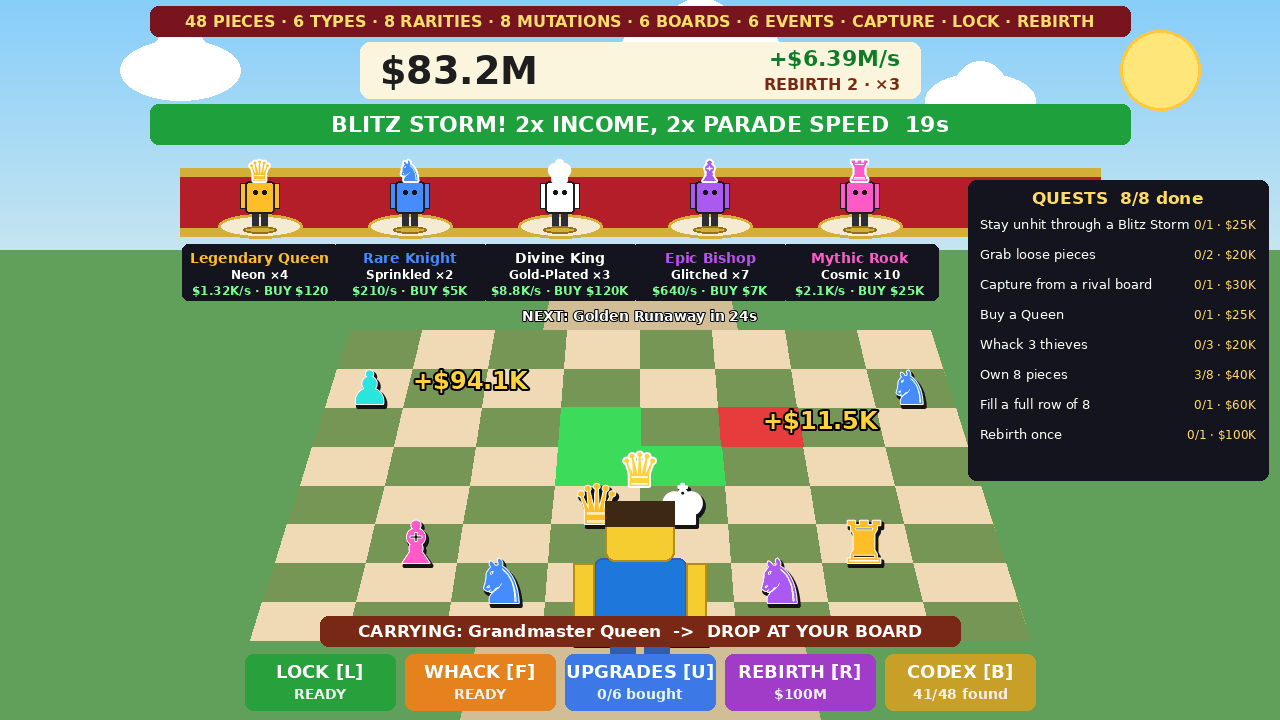 48 PIECES · 6 TYPES · 8 RARITIES · 8 MUTATIONS · 6 BOARDS · 6 EVENTS · CAPTURE · LOCK · REBIRTH
$83.2M
+$6.39M/s
REBIRTH 2 · ×3
BLITZ STORM! 2x INCOME, 2x PARADE SPEED 19s
Legendary Queen
Neon ×4
$1.32K/s · BUY $120
Rare Knight
Sprinkled ×2
$210/s · BUY $5K
Divine King
Gold-Plated ×3
$8.8K/s · BUY $120K
Epic Bishop
Glitched ×7
$640/s · BUY $7K
Mythic Rook
Cosmic ×10
$2.1K/s · BUY $25K
QUESTS 8/8 done
Stay unhit through a Blitz Storm 0/1 · $25K
Grab loose pieces 0/2 · $20K
Capture from a rival board 0/1 · $30K
Buy a Queen 0/1 · $25K
Whack 3 thieves 0/3 · $20K
Own 8 pieces 3/8 · $40K
Fill a full row of 8 0/1 · $60K
Rebirth once 0/1 · $100K
NEXT: Golden Runaway in 24s
+$94.1K
+$11.5K
CARRYING: Grandmaster Queen -> DROP AT YOUR BOARD
LOCK [L]
READY
WHACK [F]
READY
UPGRADES [U]
0/6 bought
REBIRTH [R]
$100M
CODEX [B]
41/48 found